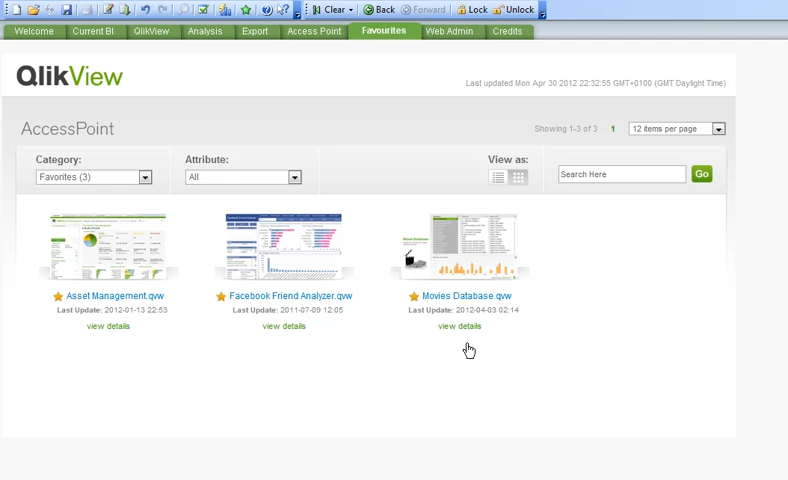 Clear Back Forward Lock Unlock
Welcome Current BI QlikView Analysis Export Access Point Favourites Web Admin Credits
QlikView
Last updated Mon Apr 30 2012 22:32:55 GMT+0100 (GMT Daylight Time)
AccessPoint
Showing 1-3 of 3 1 12 items per page
Category: Attribute: View as:
Favorites (3) All Search Here Go
Asset Management.qvw Facebook Friend Analyzer.qvw Movies Database.qvw
Last Update: 2012-01-13 22:53 Last Update: 2011-07-09 12:05 Last Update: 2012-04-03 02:14
view details view details view details